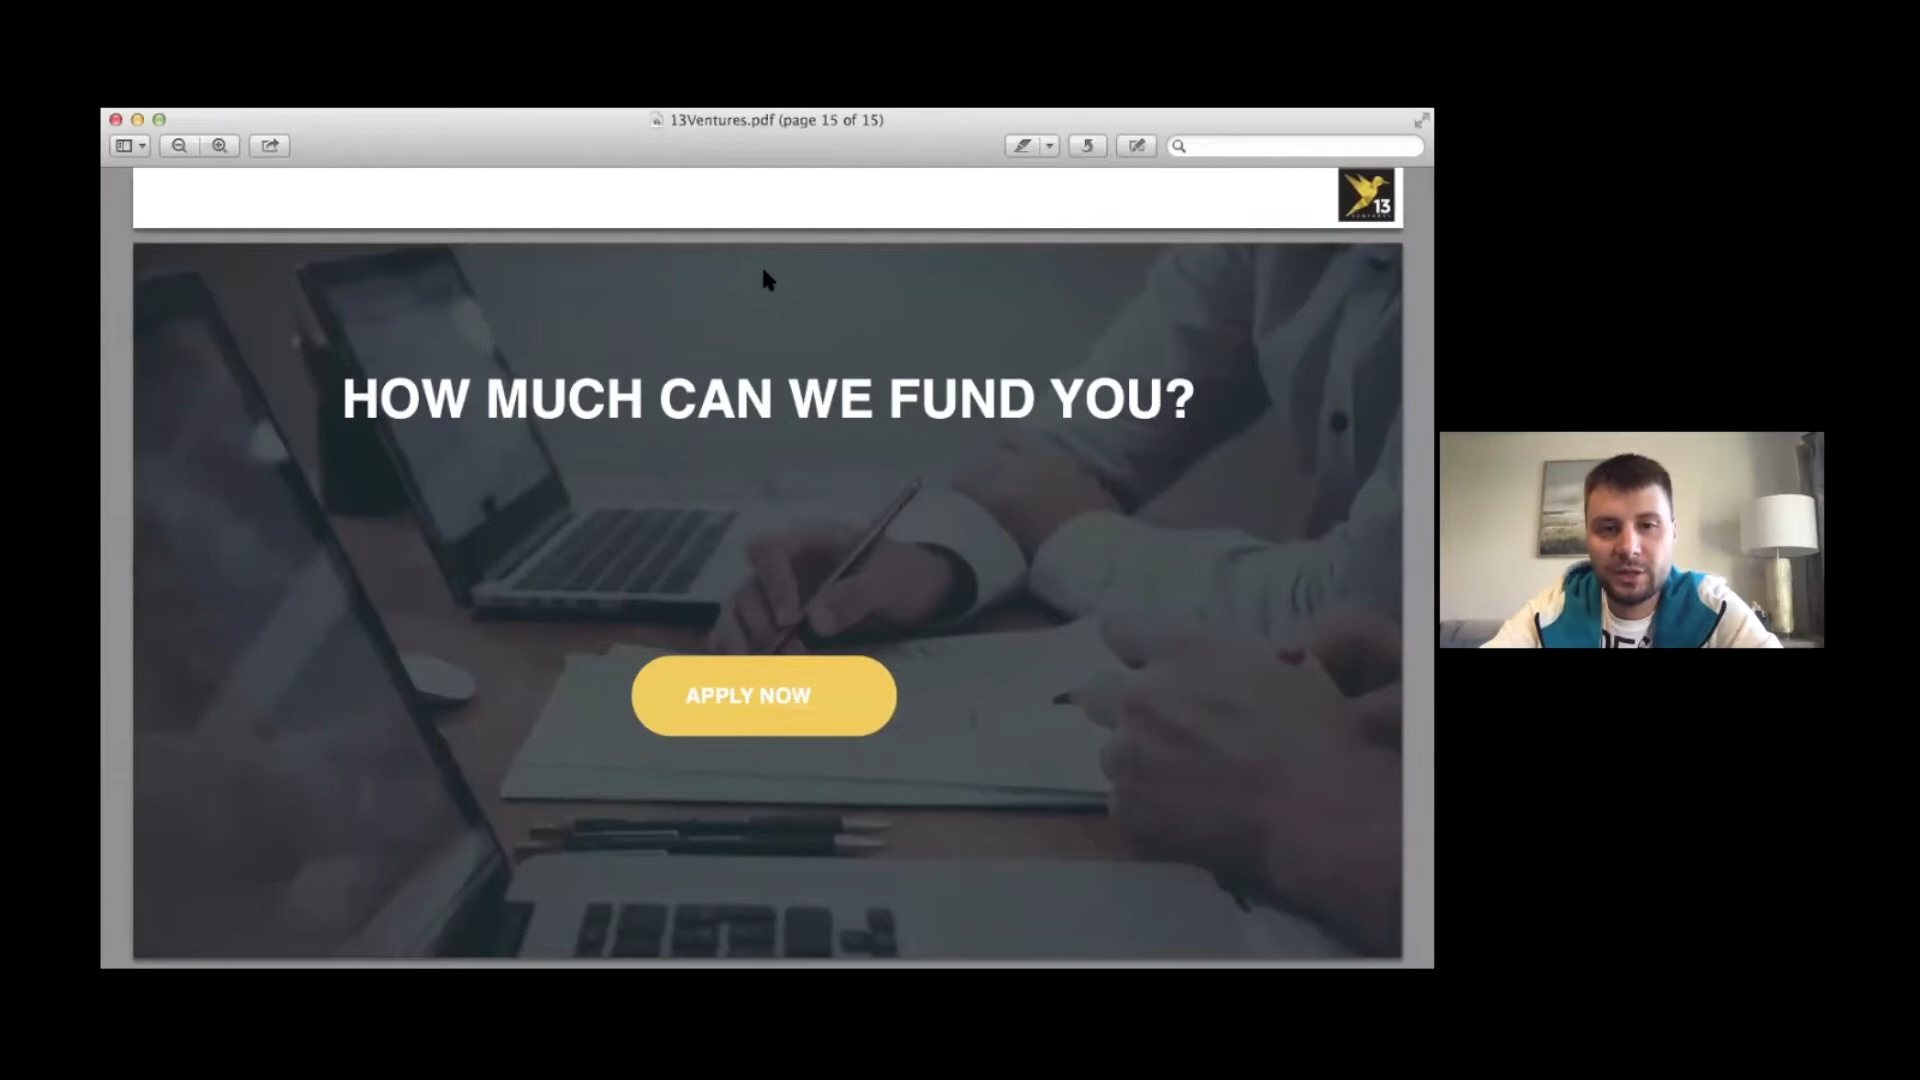 13Ventures.pdf (page 15 of 15)
13
HOW MUCH CAN WE FUND YOU?
APPLY NOW